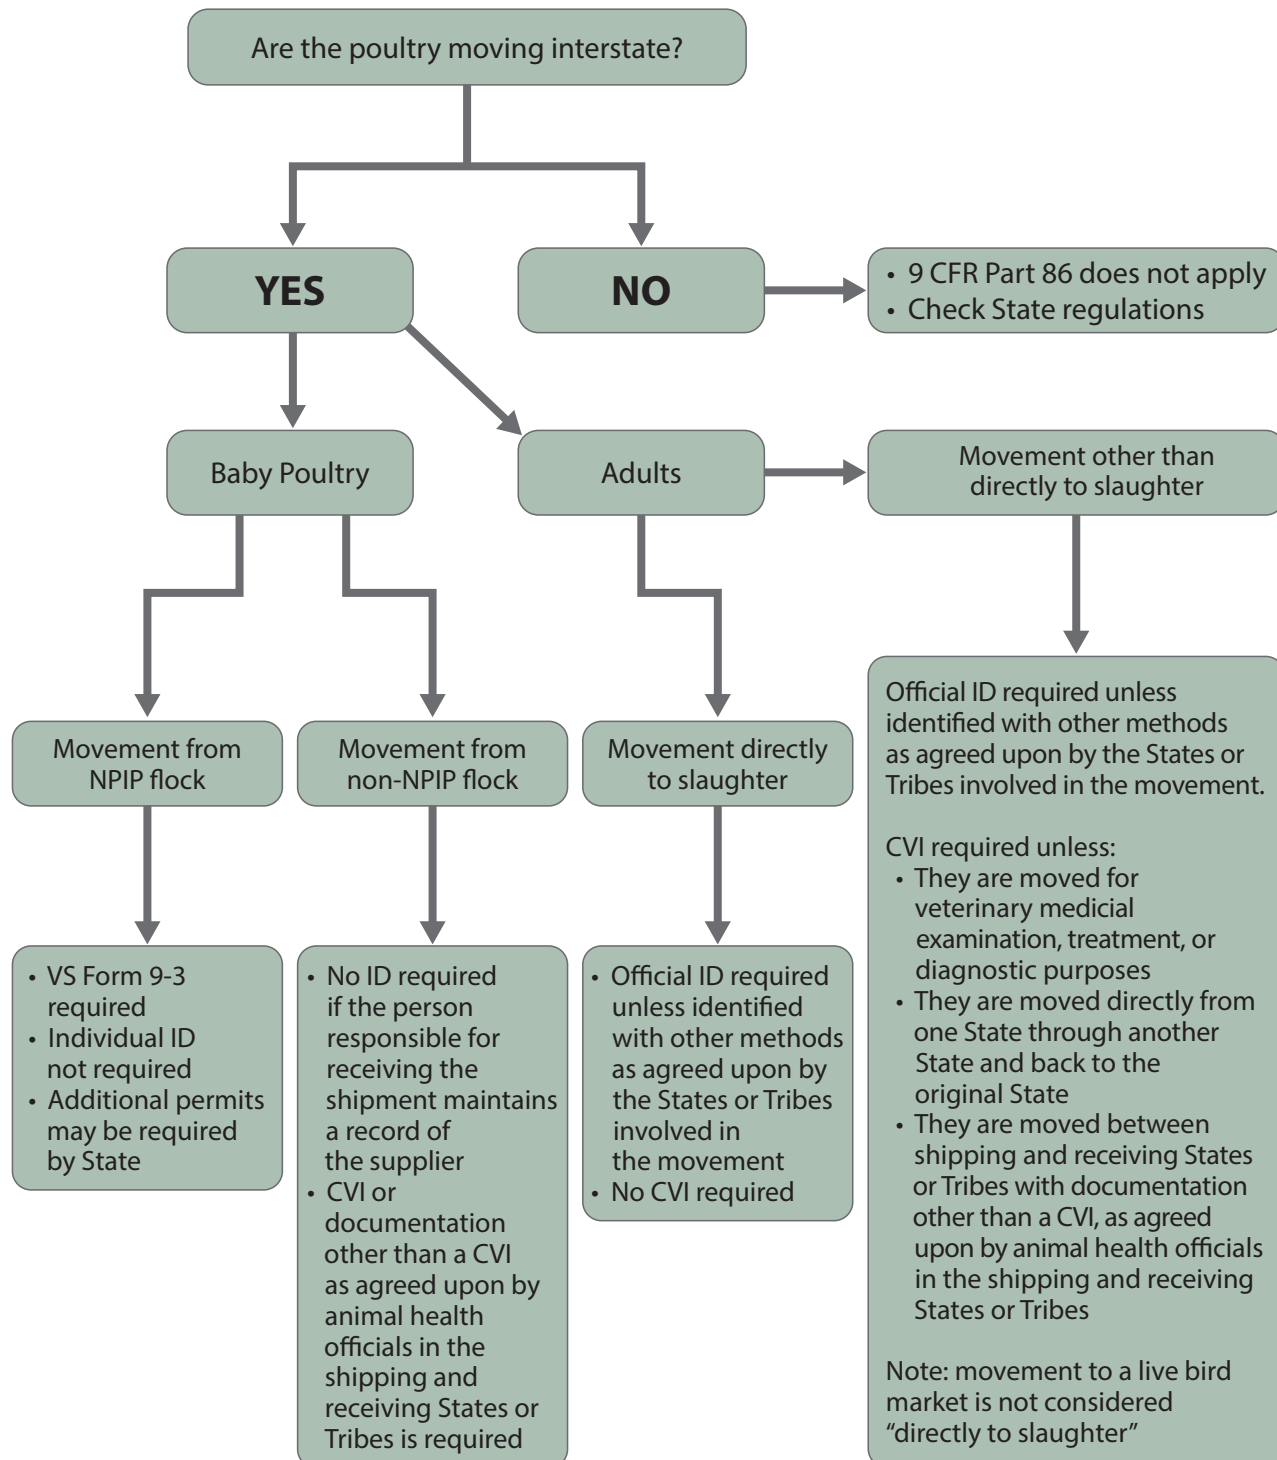 Are the poultry moving interstate?
YES
NO
• 9 CFR Part 86 does not apply
• Check State regulations
Baby Poultry
Adults
Movement other than
directly to slaughter
Movement from
NPIP flock
Movement from
non-NPIP flock
Movement directly
to slaughter
• VS Form 9-3
required
• Individual ID
not required
• Additional permits
may be required
by State
• No ID required
if the person
responsible for
receiving the
shipment maintains
a record of
the supplier
• CVI or
documentation
other than a CVI
as agreed upon by
animal health
officials in the
shipping and
receiving States or
Tribes is required
• Official ID required
unless identified
with other methods
as agreed upon by
the States or Tribes
involved in
the movement
• No CVI required
Official ID required unless
identified with other methods
as agreed upon by the States or
Tribes involved in the movement.
CVI required unless:
• They are moved for
veterinary medicial
examination, treatment, or
diagnostic purposes
• They are moved directly from
one State through another
State and back to the
original State
• They are moved between
shipping and receiving States
or Tribes with documentation
other than a CVI, as agreed
upon by animal health officials
in the shipping and receiving
States or Tribes
Note: movement to a live bird
market is not considered
“directly to slaughter”